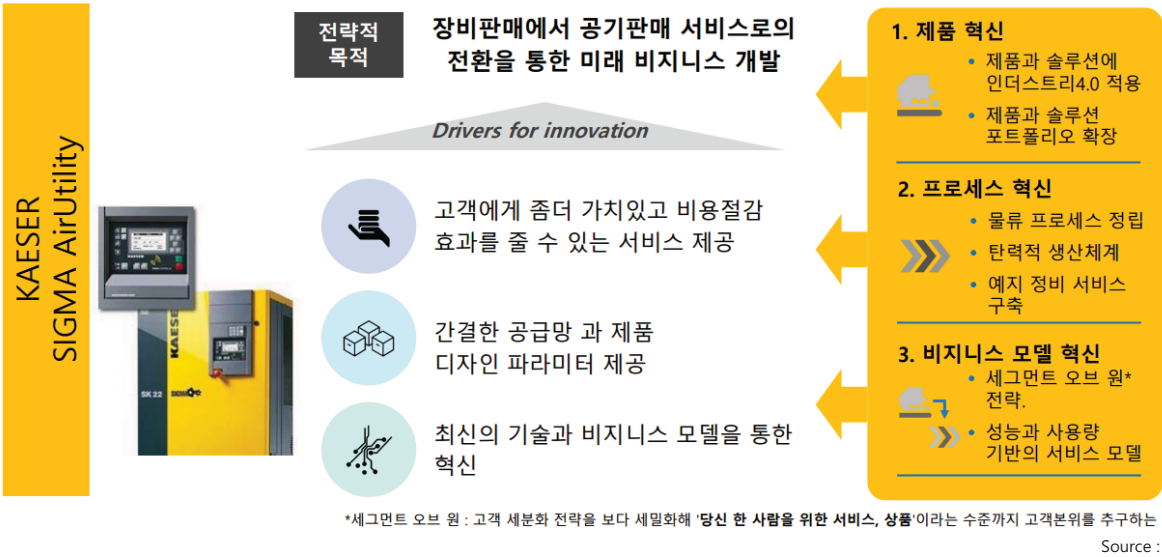 KAESER
SIGMA AirUtility
전략적
목적
장비판매에서 공기판매 서비스로의
전환을 통한 미래 비지니스 개발
Drivers for innovation
고객에게 좀더 가치있고 비용절감
효과를 줄 수 있는 서비스 제공
간결한 공급망 과 제품
디자인 파라미터 제공
최신의 기술과 비지니스 모델을 통한
혁신
KAESER
SK 22
1. 제품 혁신
• 제품과 솔루션에
인더스트리4.0 적용
• 제품과 솔루션
포트폴리오 확장
2. 프로세스 혁신
• 물류 프로세스 정립
• 탄력적 생산체계
• 예지 정비 서비스
구축
3. 비지니스 모델 혁신
• 세그먼트 오브 원*
전략.
• 성능과 사용량
기반의 서비스 모델
*세그먼트 오브 원 : 고객 세분화 전략을 보다 세밀화해 '당신 한 사람을 위한 서비스, 상품'이라는 수준까지 고객본위를 추구하는
Source :